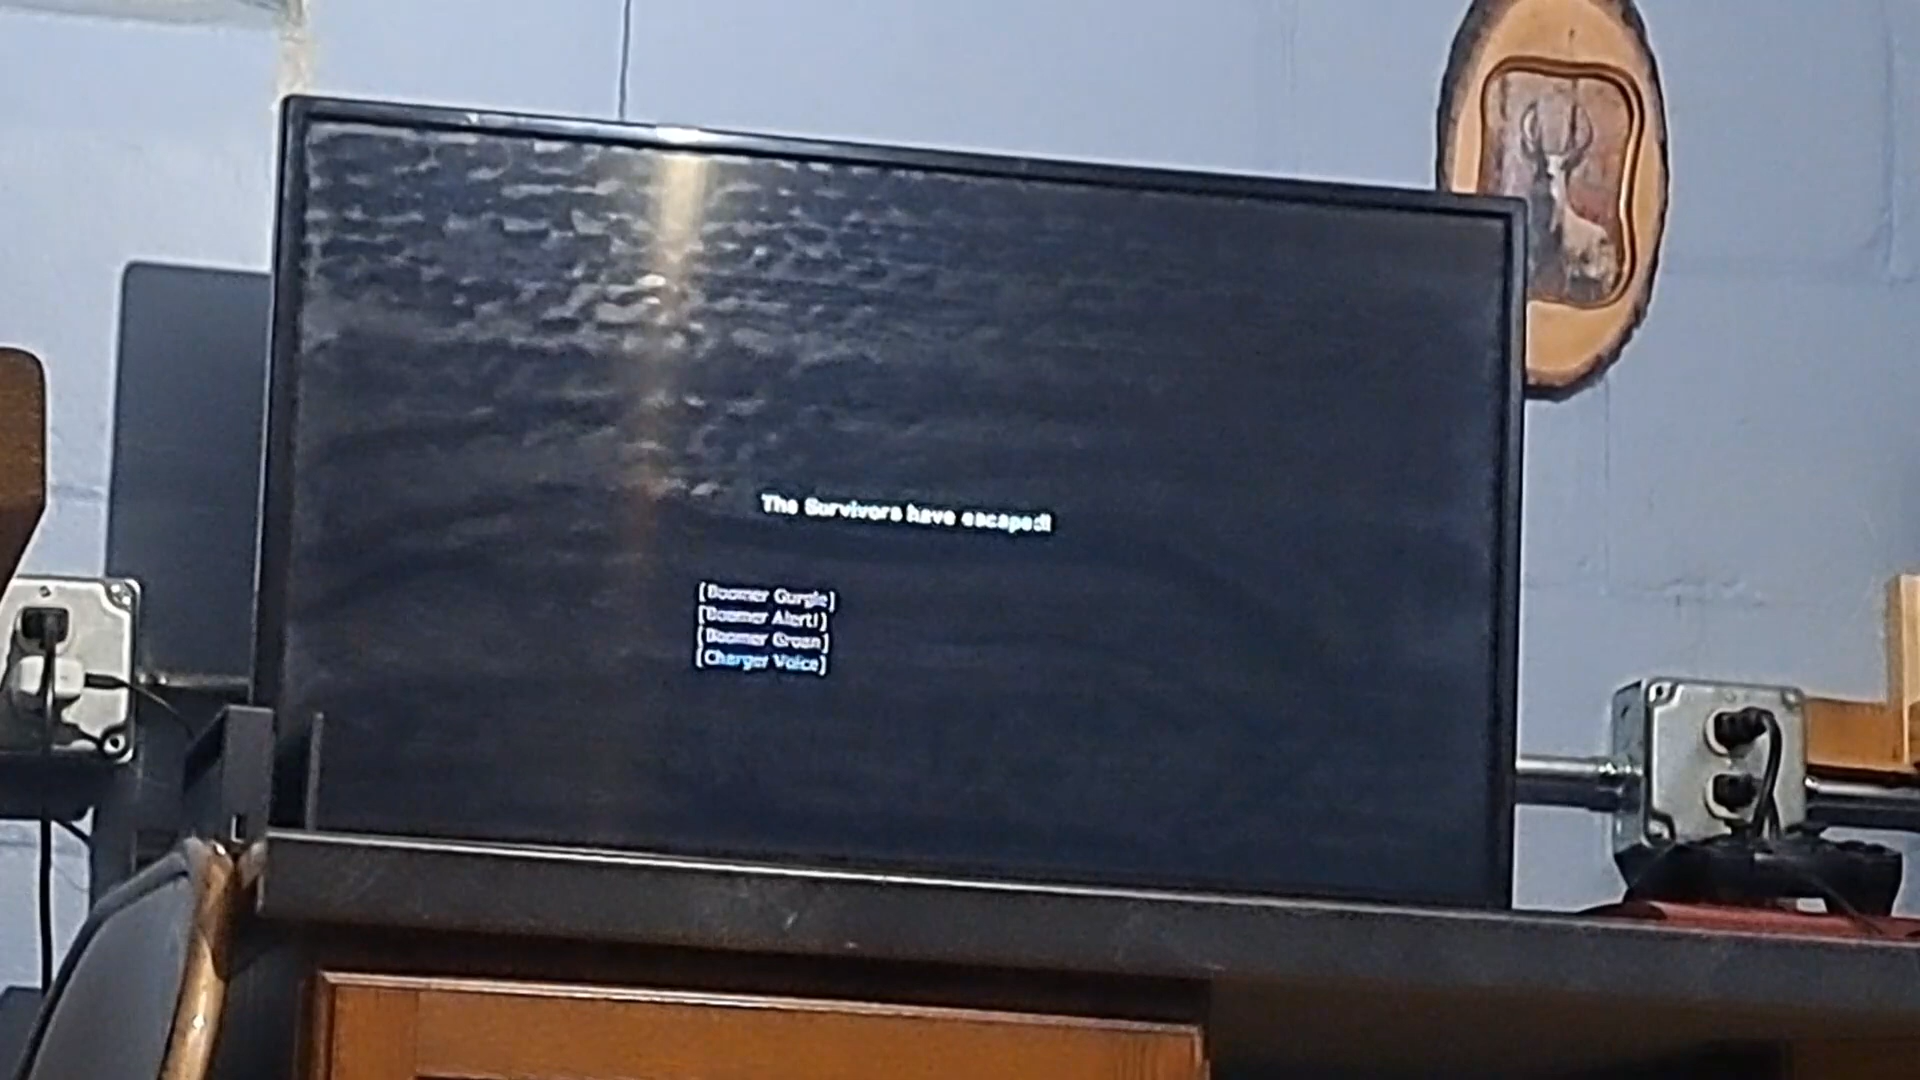 The Survivors have escaped!
[Boomer Gurgle]
[Boomer Alert!]
[Boomer Groan]
[Charger Voice]